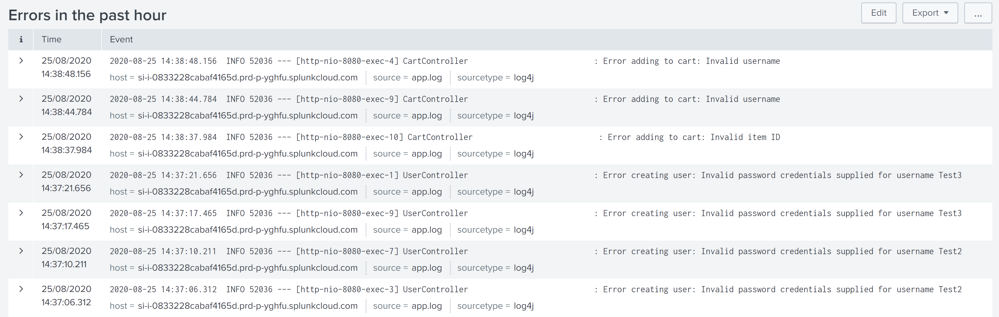 Errors in the past hour
Edit
Export
...
i Time Event
25/08/2020 2020-08-25 14:38:48.156 INFO 52036 --- [http-nio-8080-exec-4] CartController : Error adding to cart: Invalid username
14:38:48.156 host = si-i-0833228cabaf4165d.prd-p-yghfu.splunkcloud.com source = app.log sourcetype = log4j
25/08/2020 2020-08-25 14:38:44.784 INFO 52036 --- [http-nio-8080-exec-9] CartController : Error adding to cart: Invalid username
14:38:44.784 host = si-i-0833228cabaf4165d.prd-p-yghfu.splunkcloud.com source = app.log sourcetype = log4j
25/08/2020 2020-08-25 14:38:37.984 INFO 52036 --- [http-nio-8080-exec-10] CartController : Error adding to cart: Invalid item ID
14:38:37.984 host = si-i-0833228cabaf4165d.prd-p-yghfu.splunkcloud.com source = app.log sourcetype = log4j
25/08/2020 2020-08-25 14:37:21.656 INFO 52036 --- [http-nio-8080-exec-1] UserController : Error creating user: Invalid password credentials supplied for username Test3
14:37:21.656 host = si-i-0833228cabaf4165d.prd-p-yghfu.splunkcloud.com source = app.log sourcetype = log4j
25/08/2020 2020-08-25 14:37:17.465 INFO 52036 --- [http-nio-8080-exec-9] UserController : Error creating user: Invalid password credentials supplied for username Test3
14:37:17.465 host = si-i-0833228cabaf4165d.prd-p-yghfu.splunkcloud.com source = app.log sourcetype = log4j
25/08/2020 2020-08-25 14:37:10.211 INFO 52036 --- [http-nio-8080-exec-7] UserController : Error creating user: Invalid password credentials supplied for username Test2
14:37:10.211 host = si-i-0833228cabaf4165d.prd-p-yghfu.splunkcloud.com source = app.log sourcetype = log4j
25/08/2020 2020-08-25 14:37:06.312 INFO 52036 --- [http-nio-8080-exec-3] UserController : Error creating user: Invalid password credentials supplied for username Test2
14:37:06.312 host = si-i-0833228cabaf4165d.prd-p-yghfu.splunkcloud.com source = app.log sourcetype = log4j